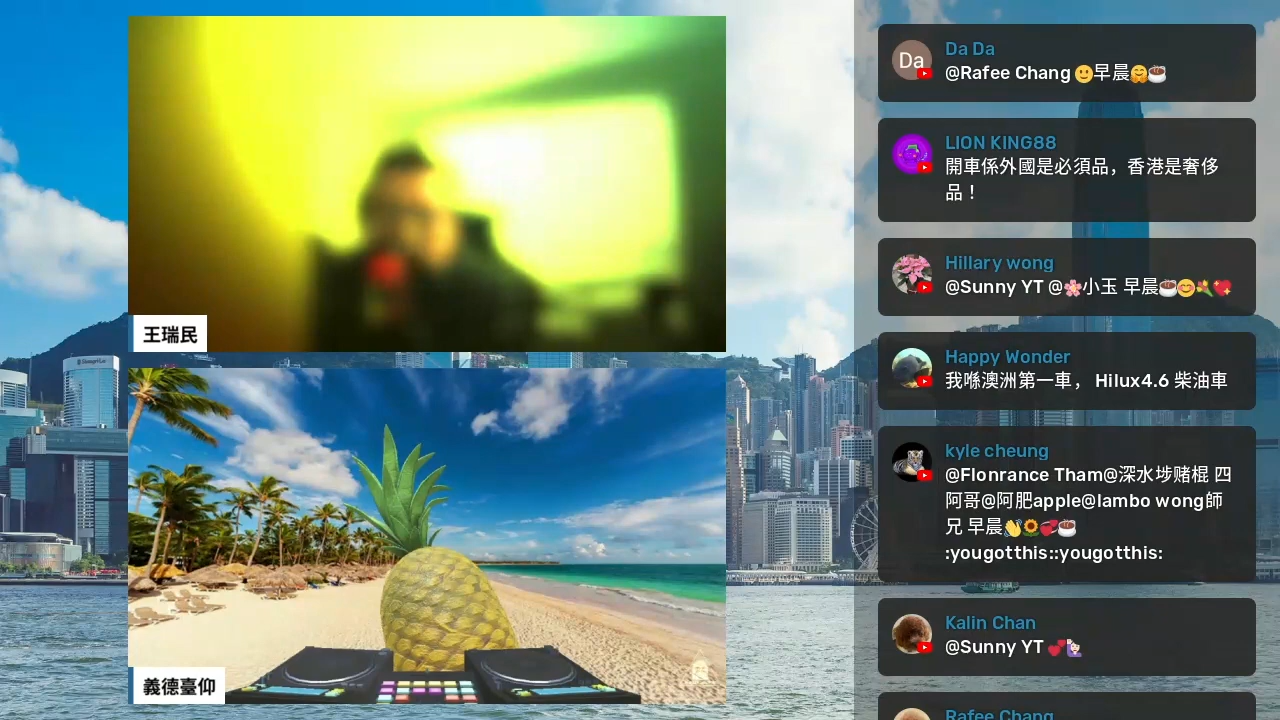 王瑞民
義德臺仰
Shangri-La
Da
Da Da
@Rafee Chang 🙂早晨🤗☕
LION KING88
開車係外國是必須品，香港是奢侈
品！
Hillary wong
@Sunny YT @🌸小玉 早晨☕😊💐💖
Happy Wonder
我喺澳洲第一車， Hilux4.6 柴油車
kyle cheung
@Flonrance Tham@深水埗赌棍 四
阿哥@阿肥apple@lambo wong師
兄 早晨👏🌻💝☕
:yougotthis::yougotthis:
Kalin Chan
@Sunny YT 💕🙋🏻‍♀️
Rafee Chang